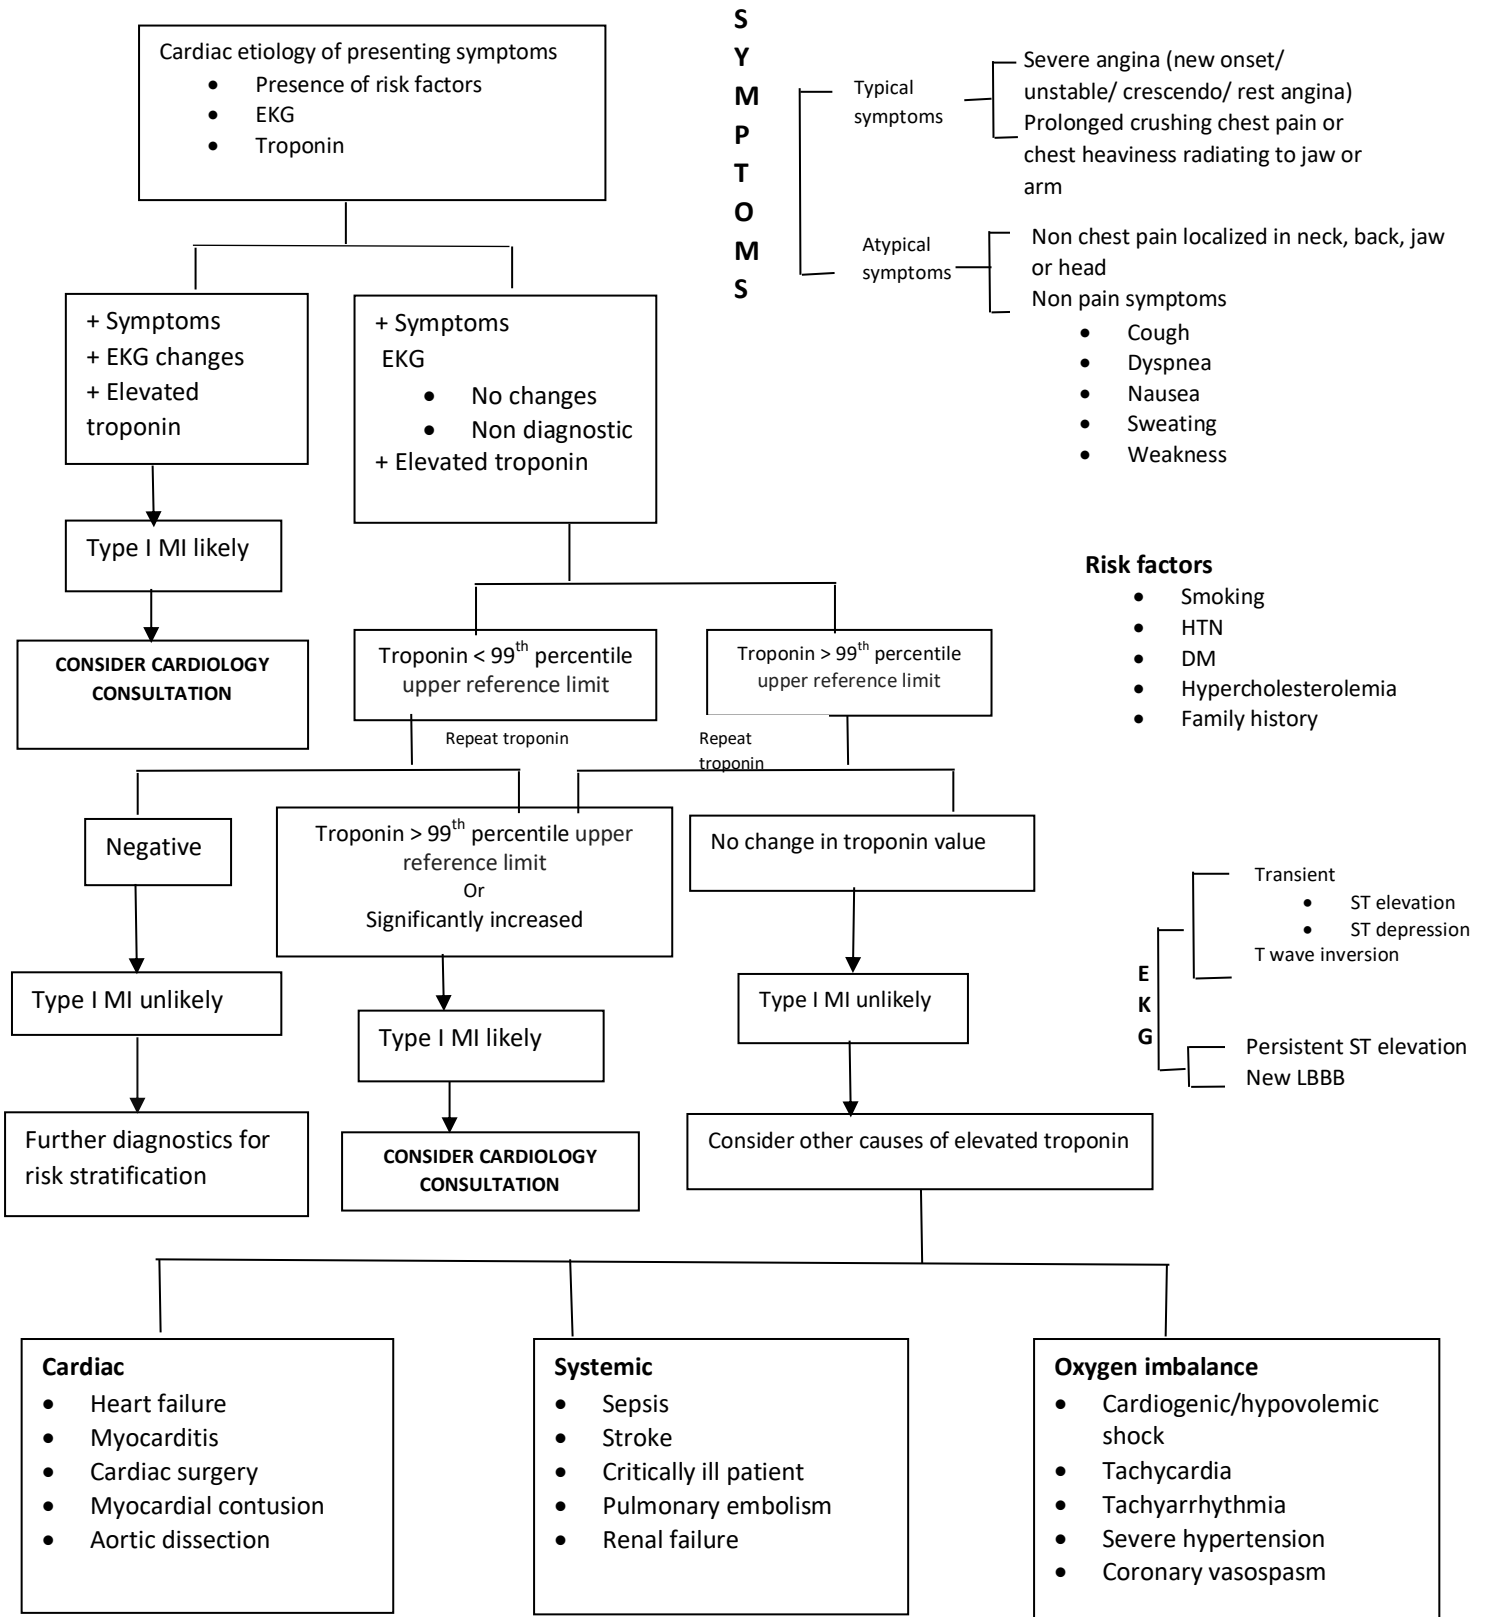 Cardiac etiology of presenting symptoms
• Presence of risk factors
• EKG
• Troponin
S
Y
M
P
T
O
M
S
Typical
symptoms
Severe angina (new onset/
unstable/ crescendo/ rest angina)
Prolonged crushing chest pain or
chest heaviness radiating to jaw or
arm
Atypical
symptoms
Non chest pain localized in neck, back, jaw
or head
Non pain symptoms
• Cough
• Dyspnea
• Nausea
• Sweating
• Weakness
+ Symptoms
+ EKG changes
+ Elevated
troponin
+ Symptoms
EKG
• No changes
• Non diagnostic
+ Elevated troponin
Type I MI likely
CONSIDER CARDIOLOGY
CONSULTATION
Risk factors
• Smoking
• HTN
• DM
• Hypercholesterolemia
• Family history
Troponin < 99th percentile
upper reference limit
Troponin > 99th percentile
upper reference limit
Repeat troponin
Repeat
troponin
Negative
Troponin > 99th percentile upper
reference limit
Or
Significantly increased
No change in troponin value
Type I MI unlikely
Type I MI likely
Type I MI unlikely
E
K
G
Transient
• ST elevation
• ST depression
T wave inversion
Persistent ST elevation
New LBBB
Further diagnostics for
risk stratification
CONSIDER CARDIOLOGY
CONSULTATION
Consider other causes of elevated troponin
Cardiac
• Heart failure
• Myocarditis
• Cardiac surgery
• Myocardial contusion
• Aortic dissection
Systemic
• Sepsis
• Stroke
• Critically ill patient
• Pulmonary embolism
• Renal failure
Oxygen imbalance
• Cardiogenic/hypovolemic
shock
• Tachycardia
• Tachyarrhythmia
• Severe hypertension
• Coronary vasospasm